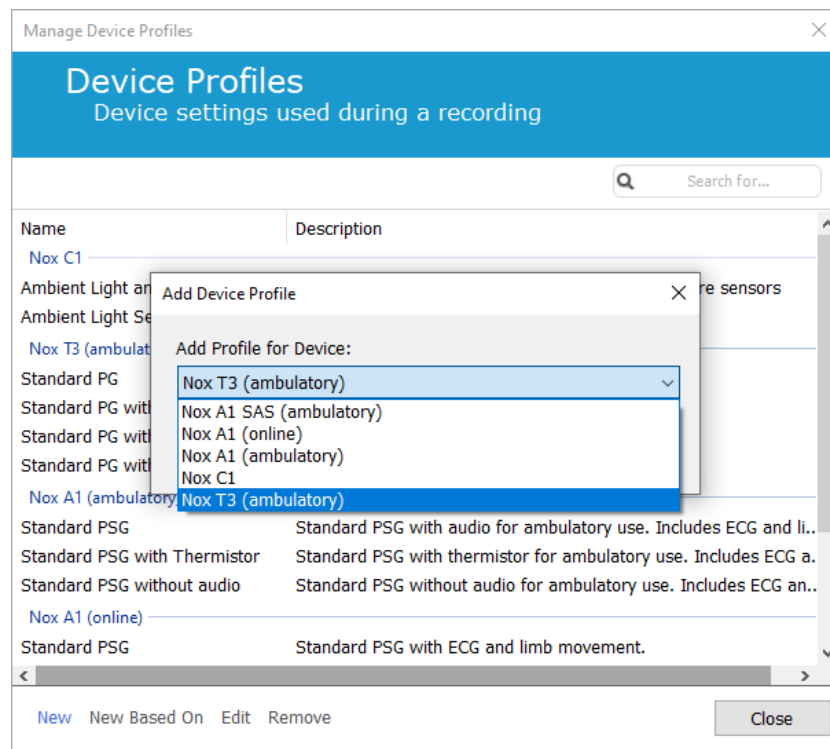 Manage Device Profiles
Device Profiles
Device settings used during a recording
Search for...
Name Description
Nox C1
Ambient Light an re sensors
Ambient Light Se
Nox T3 (ambulat
Standard PG
Standard PG with
Standard PG with
Standard PG with
Add Device Profile
Add Profile for Device:
Nox T3 (ambulatory)
Nox A1 SAS (ambulatory)
Nox A1 (online)
Nox A1 (ambulatory)
Nox C1
Nox T3 (ambulatory)
Nox A1 (ambulatory
Standard PSG Standard PSG with audio for ambulatory use. Includes ECG and li..
Standard PSG with Thermistor Standard PSG with thermistor for ambulatory use. Includes ECG a.
Standard PSG without audio Standard PSG without audio for ambulatory use. Includes ECG an..
Nox A1 (online)
Standard PSG Standard PSG with ECG and limb movement.
New New Based On Edit Remove Close